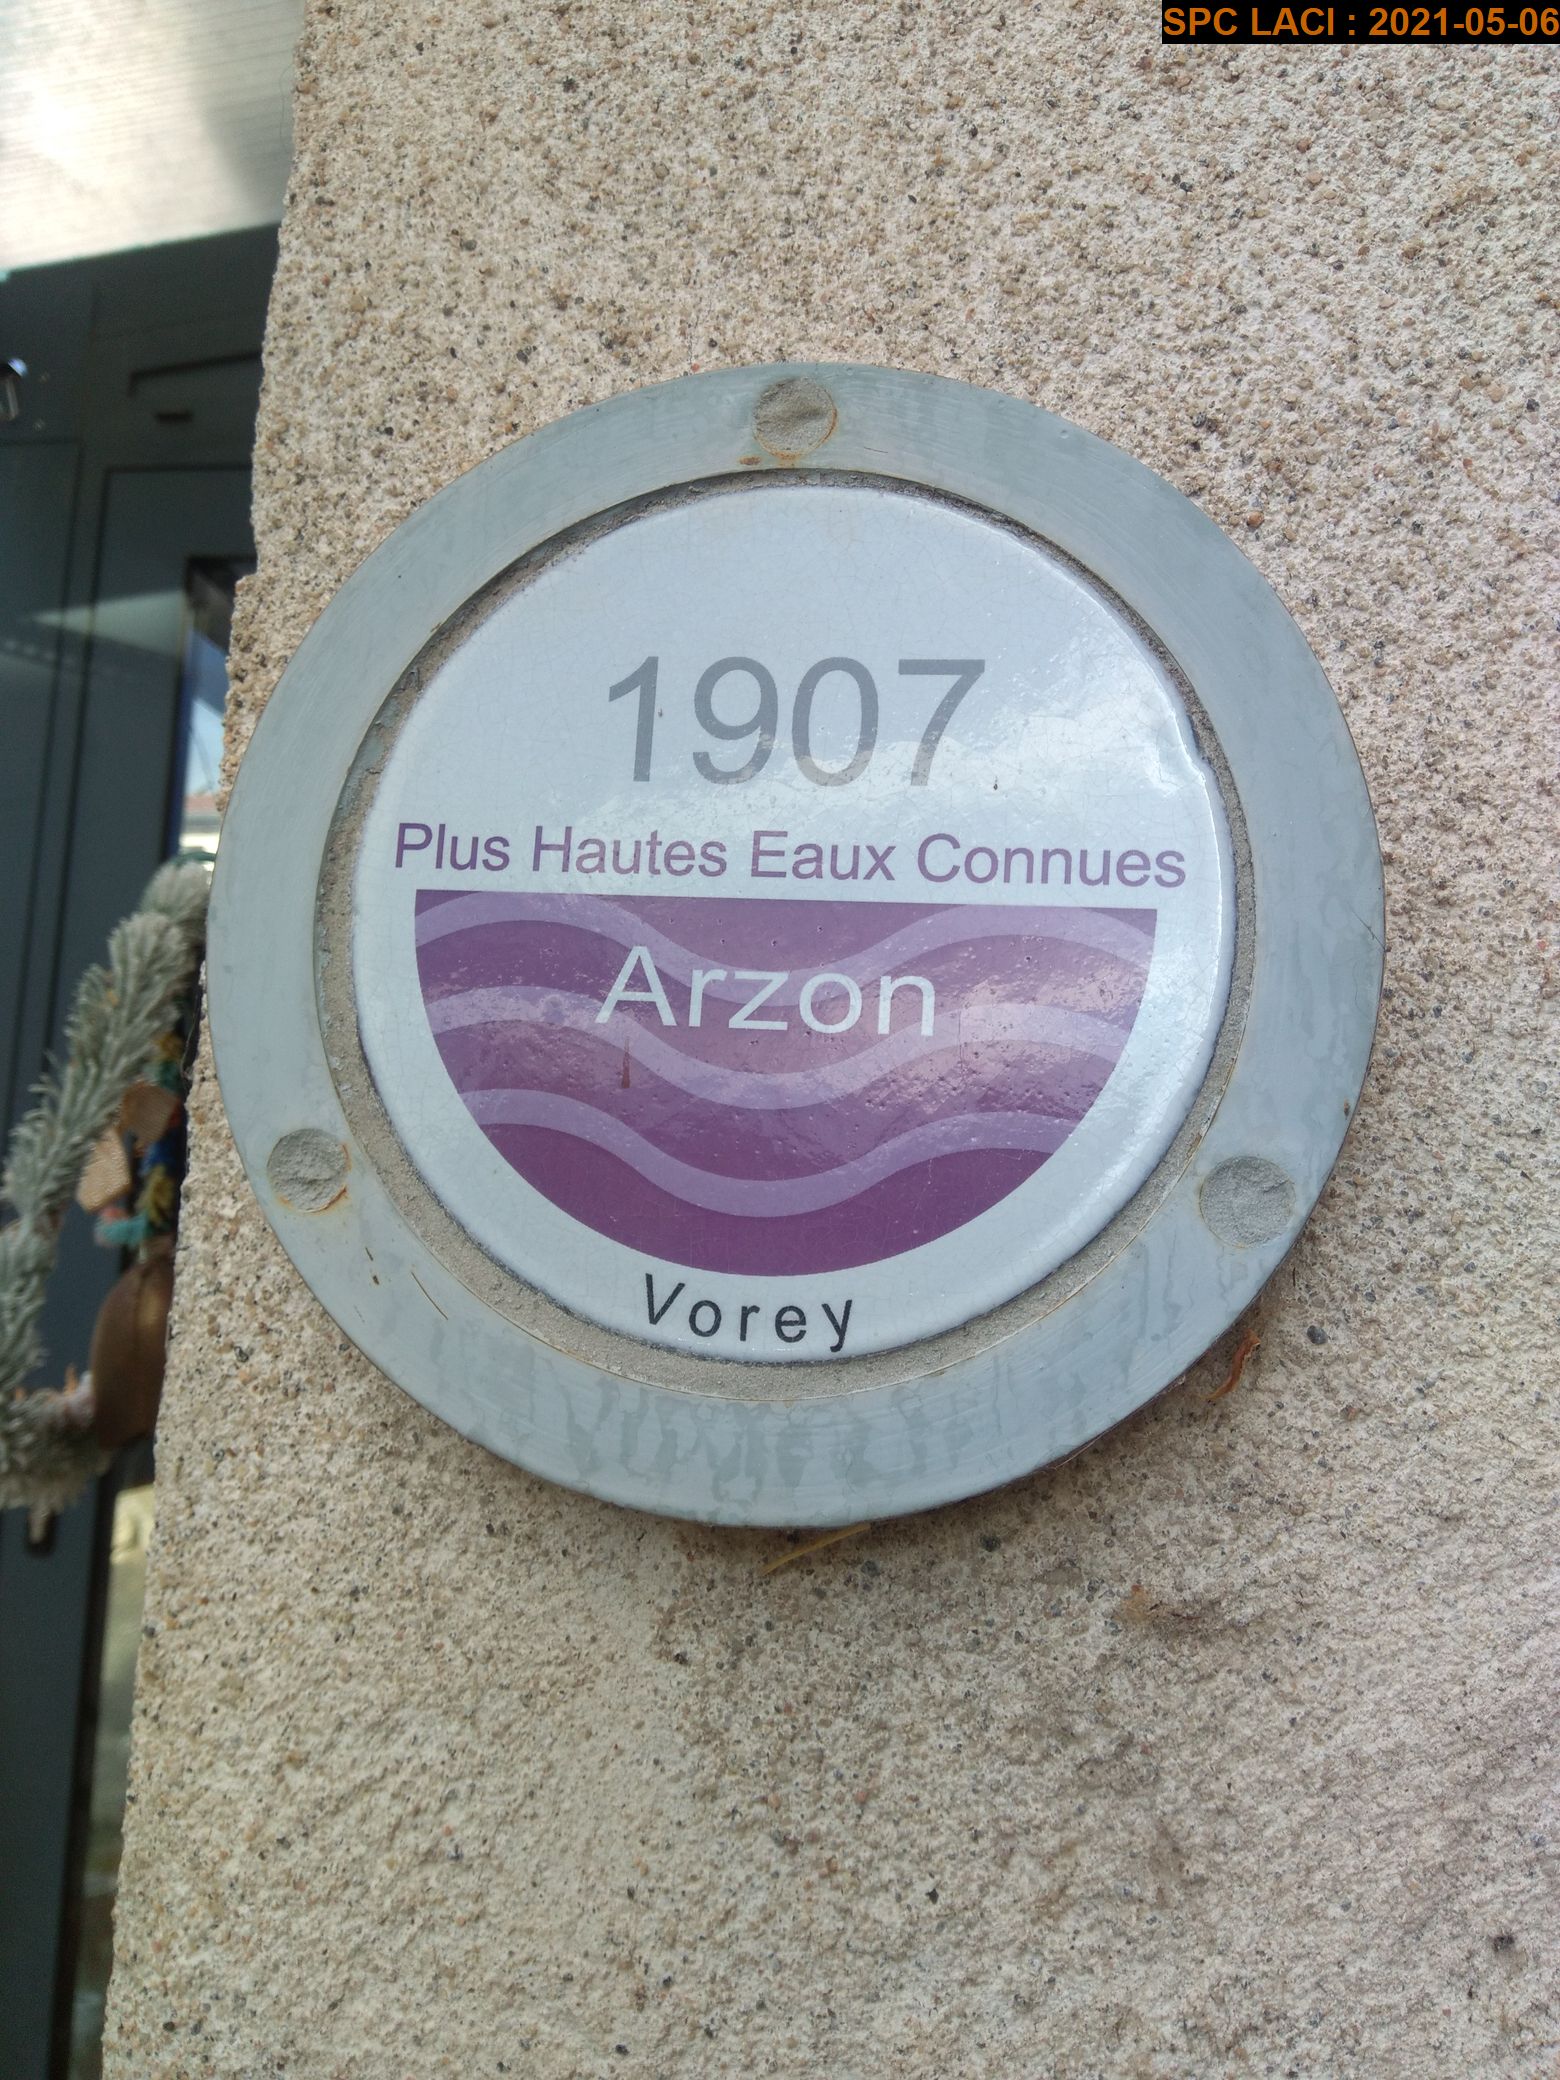 SPC LACI : 2021-05-06
1907
Plus Hautes Eaux Connues
Arzon
Vorey